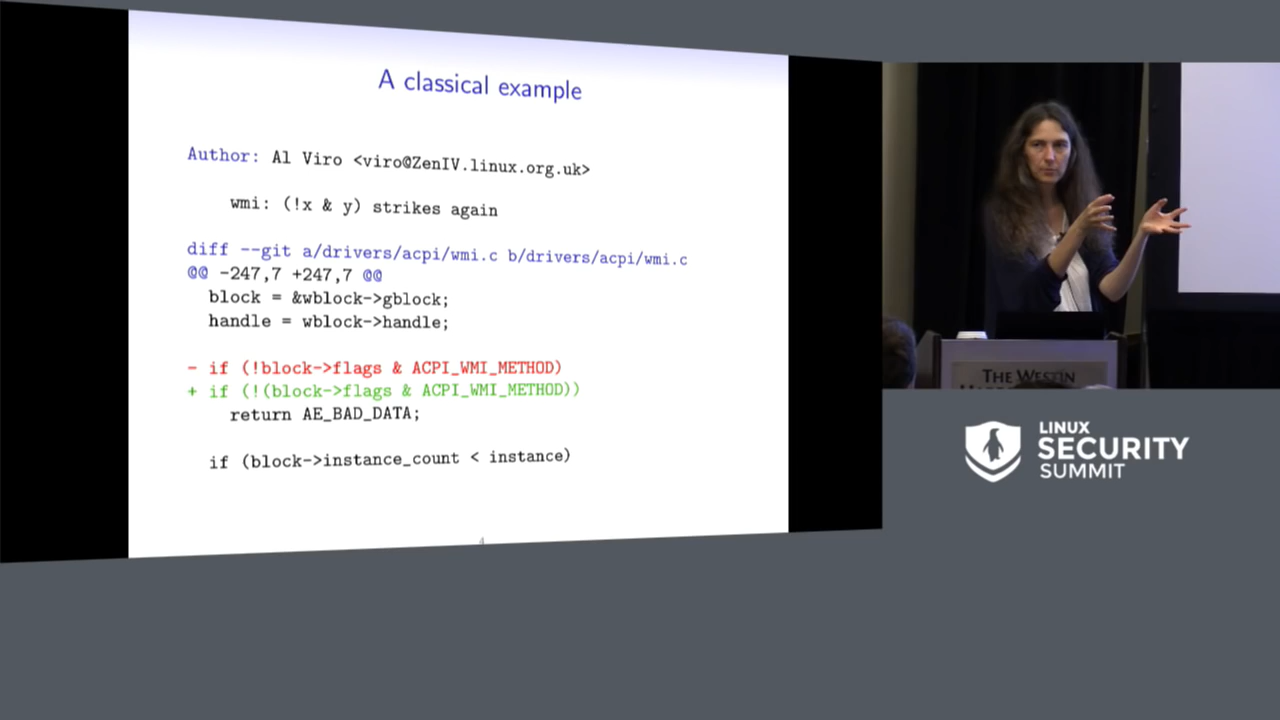 A classical example
Author: Al Viro <viro@ZenIV.linux.org.uk>
wmi: (!x & y) strikes again
diff --git a/drivers/acpi/wmi.c b/drivers/acpi/wmi.c
@@ -247,7 +247,7 @@
block = &wblock->gblock;
handle = wblock->handle;
- if (!block->flags & ACPI_WMI_METHOD)
+ if (!(block->flags & ACPI_WMI_METHOD))
return AE_BAD_DATA;
if (block->instance_count < instance)
4
THE WESTIN
LINUX
SECURITY
SUMMIT